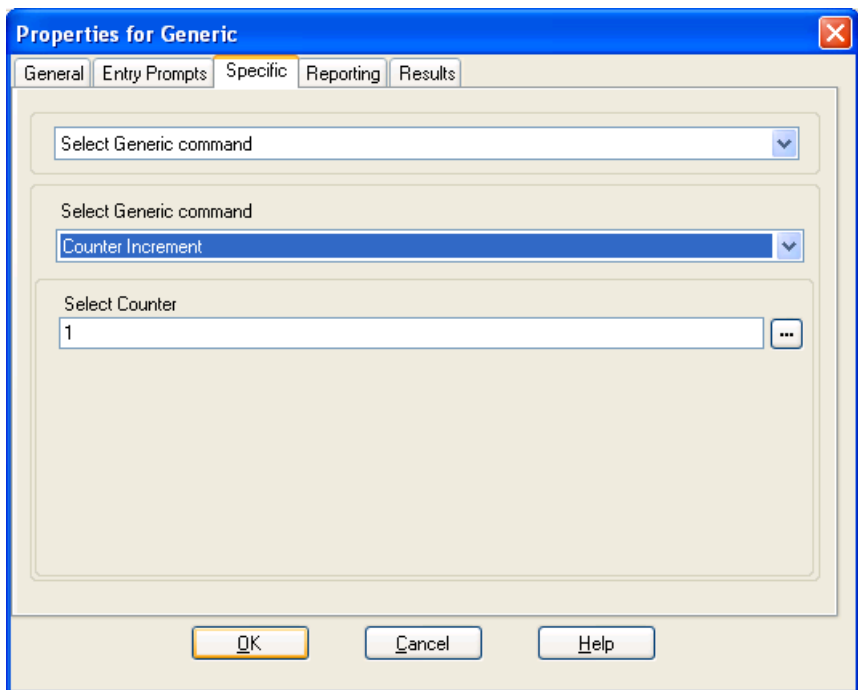 Properties for Generic
General Entry Prompts Specific Reporting Results
Select Generic command
Select Generic command
Counter Increment
Select Counter
1 ...
OK Cancel Help